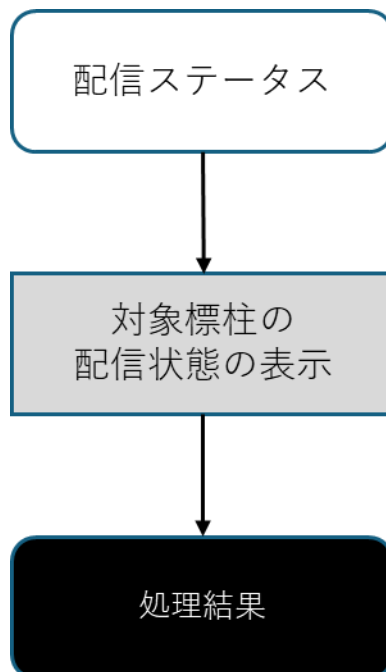 配信ステータス
対象標柱の
配信状態の表示
処理結果